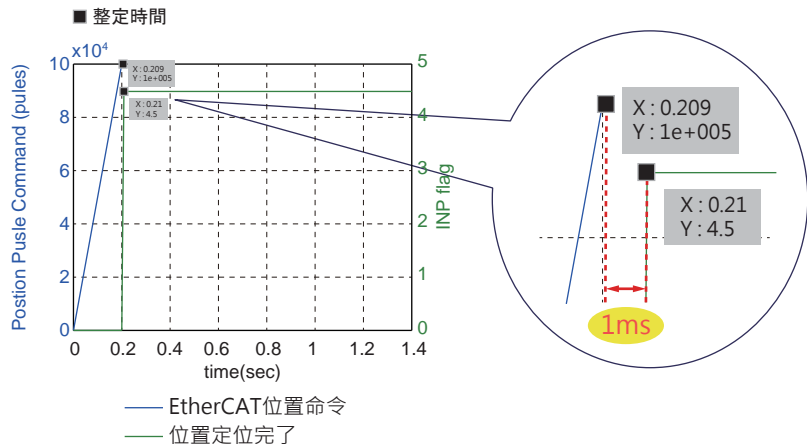 ■ 整定時間
x10⁴
10
8
6
4
2
0
Postion Pusle Command (pules)
X : 0.209
Y : 1e+005
X : 0.21
Y : 4.5
5
4
3
2
1
0
INP flag
0 0.2 0.4 0.6 0.8 1 1.2 1.4
time(sec)
EtherCAT位置命令
位置定位完了
X : 0.209
Y : 1e+005
X : 0.21
Y : 4.5
1ms